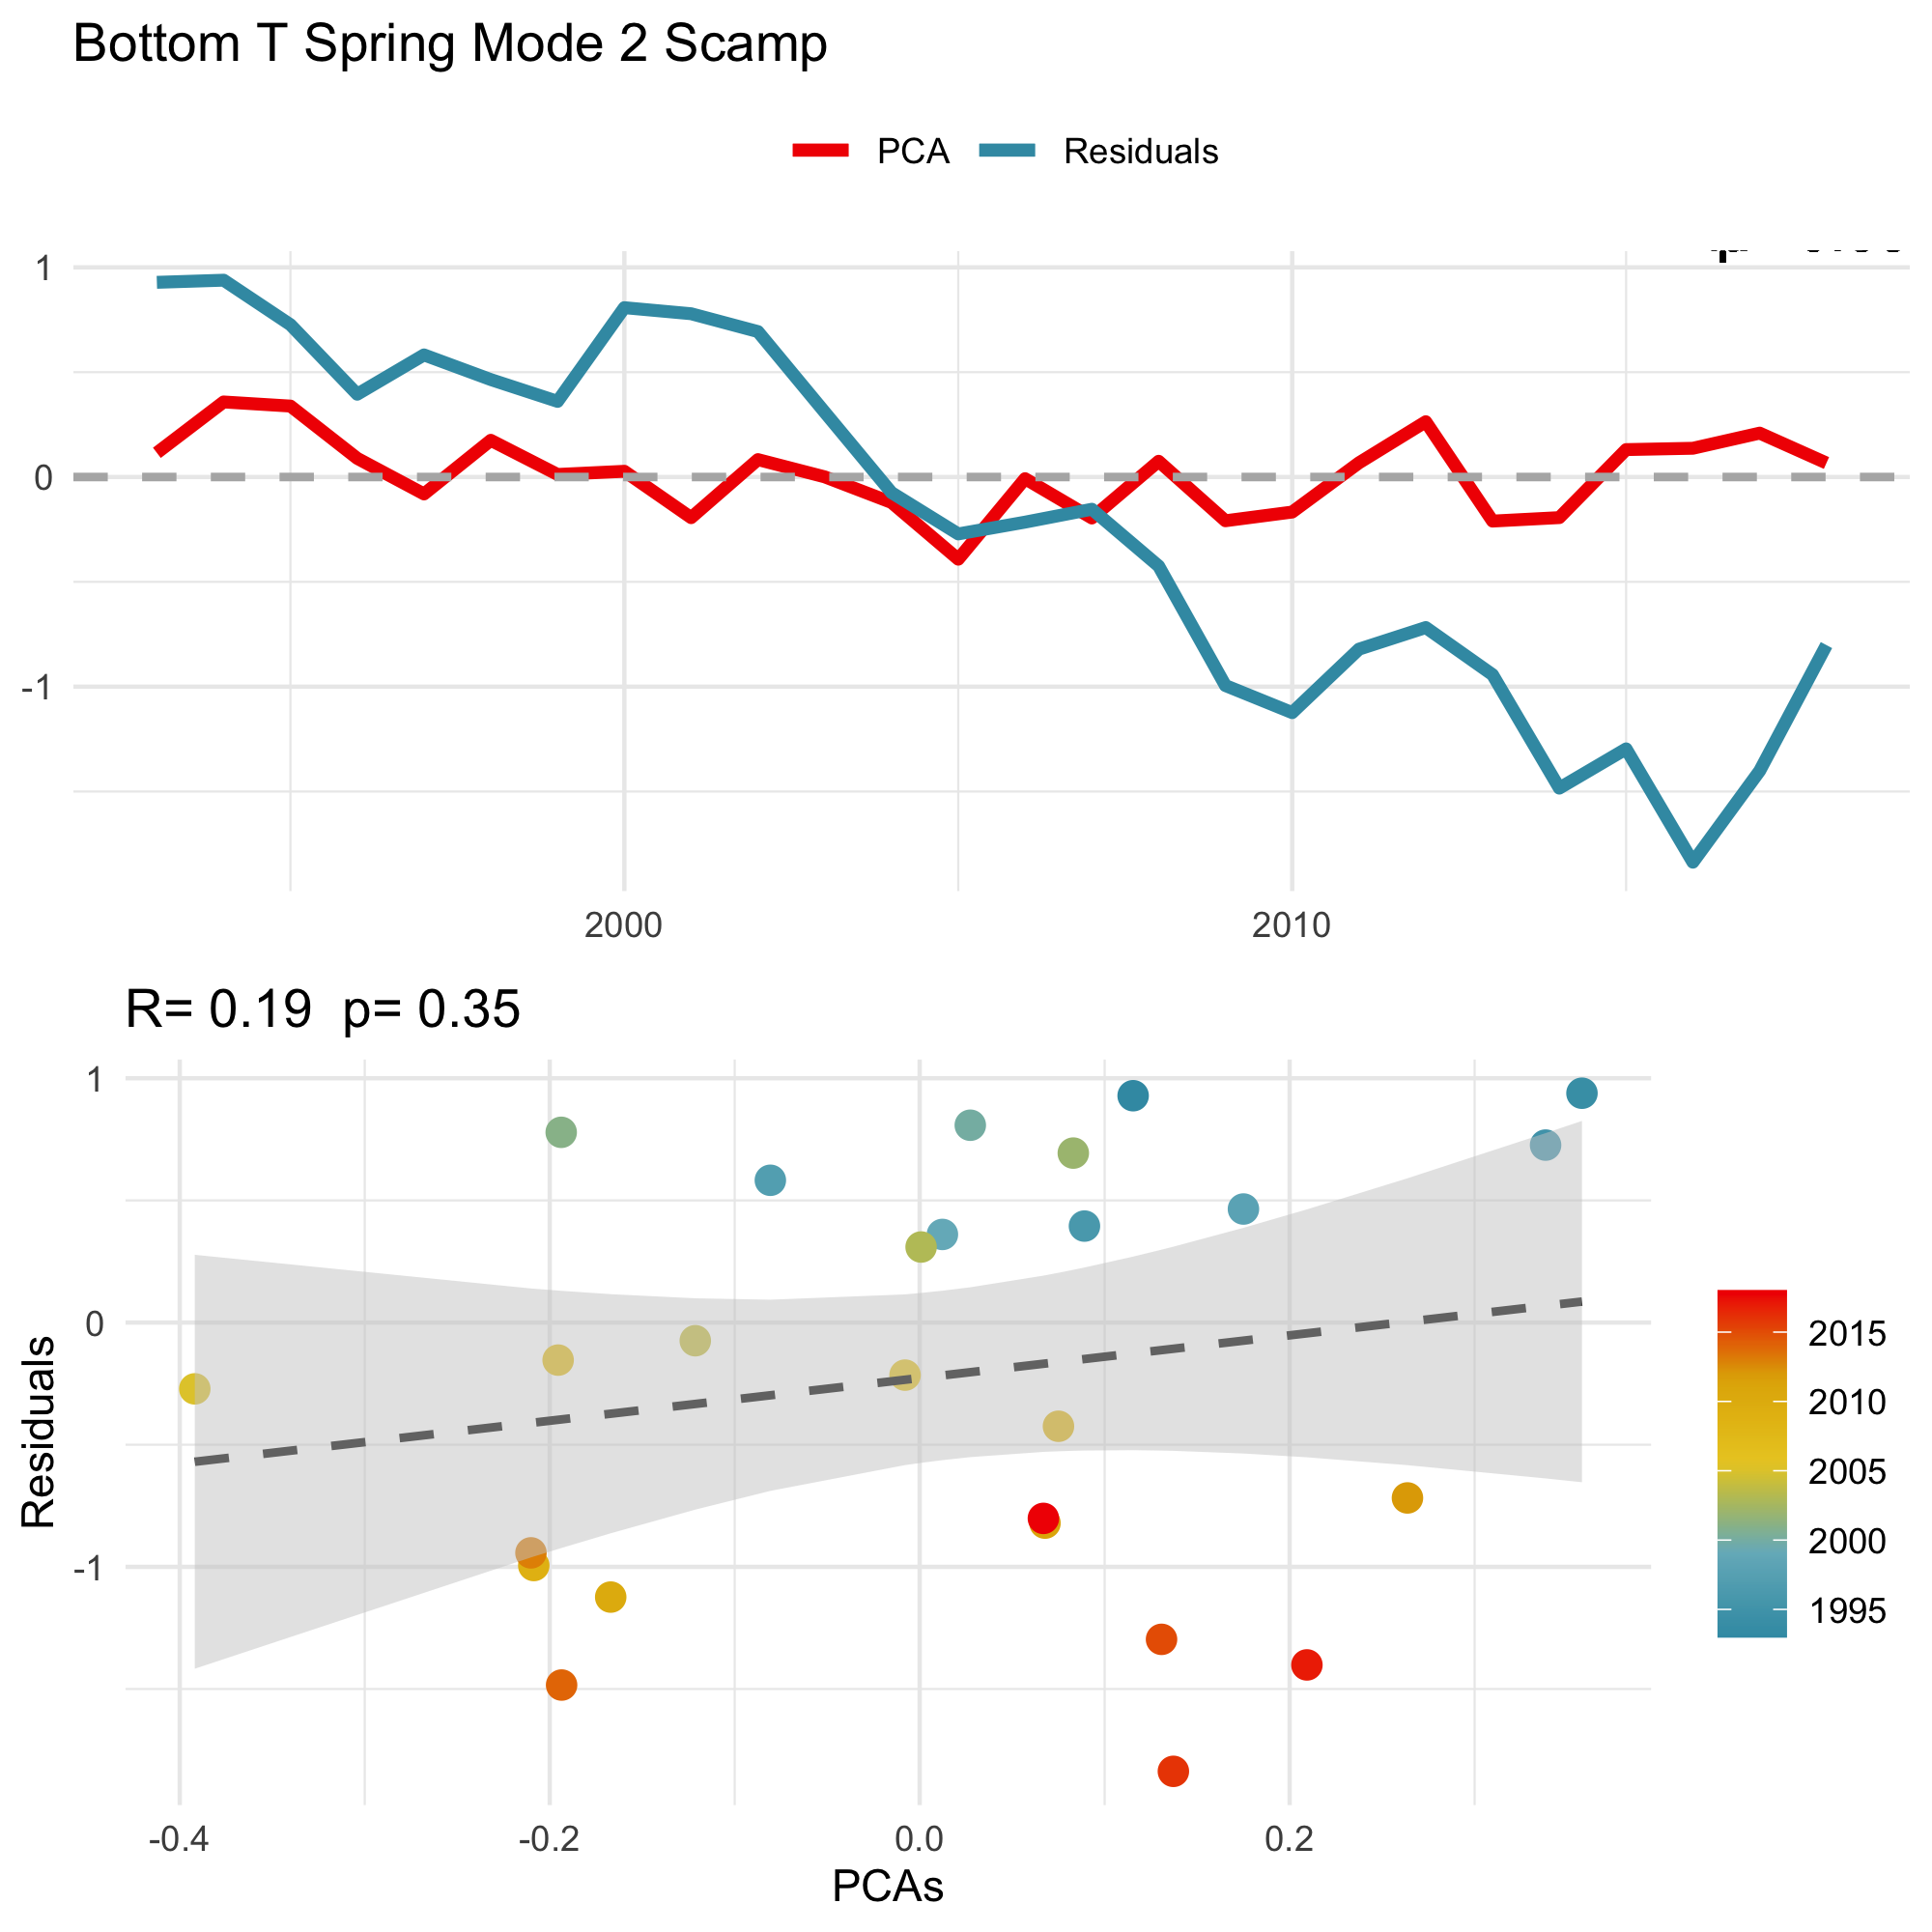 Bottom T Spring Mode 2 Scamp
PCA Residuals
1
0
-1
2000 2010
R= 0.19 p= 0.35
1
0
-1
Residuals
-0.4 -0.2 0.0 0.2
PCAs
2015
2010
2005
2000
1995